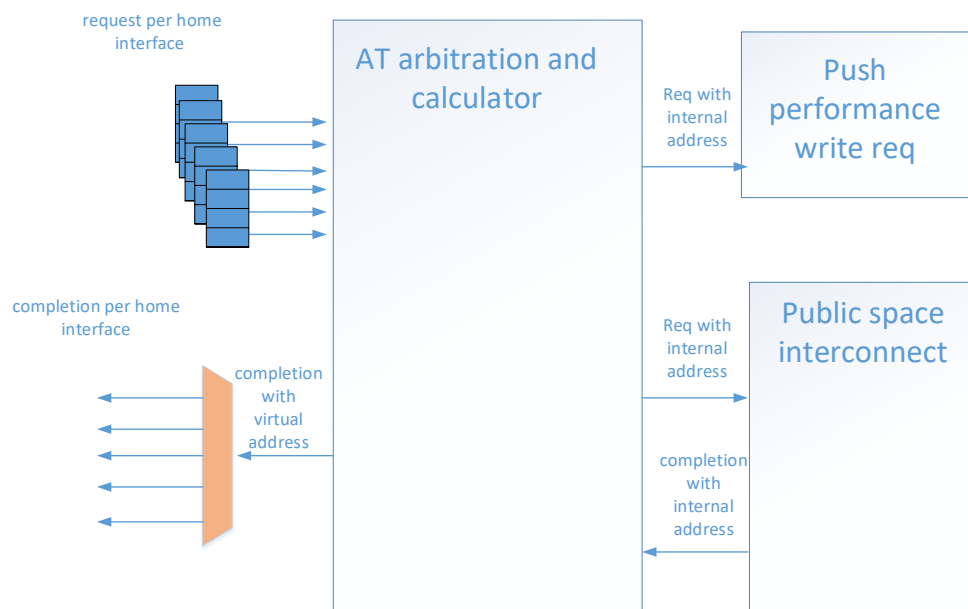 request per home
interface
AT arbitration and
calculator
Req with
internal
address
Push
performance
write req
completion per home
interface
completion
with
virtual
address
Req with
internal
address
Public space
interconnect
completion
with
internal
address